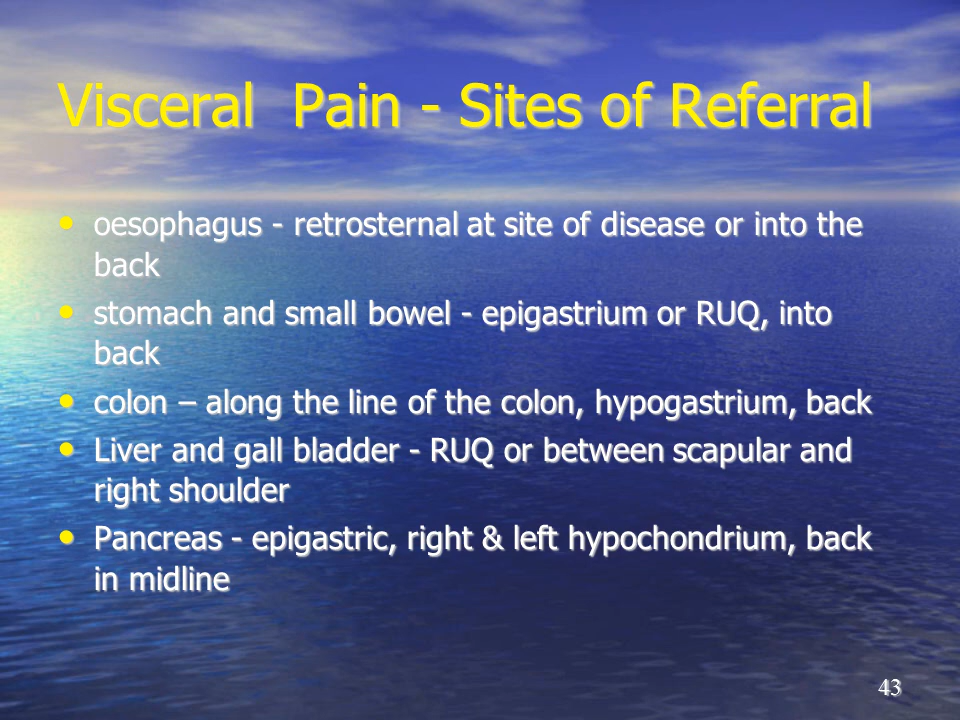 Visceral  Pain - Sites of Referral
• oesophagus - retrosternal at site of disease or into the
back
• stomach and small bowel - epigastrium or RUQ, into
back
• colon – along the line of the colon, hypogastrium, back
• Liver and gall bladder - RUQ or between scapular and
right shoulder
• Pancreas - epigastric, right & left hypochondrium, back
in midline
43